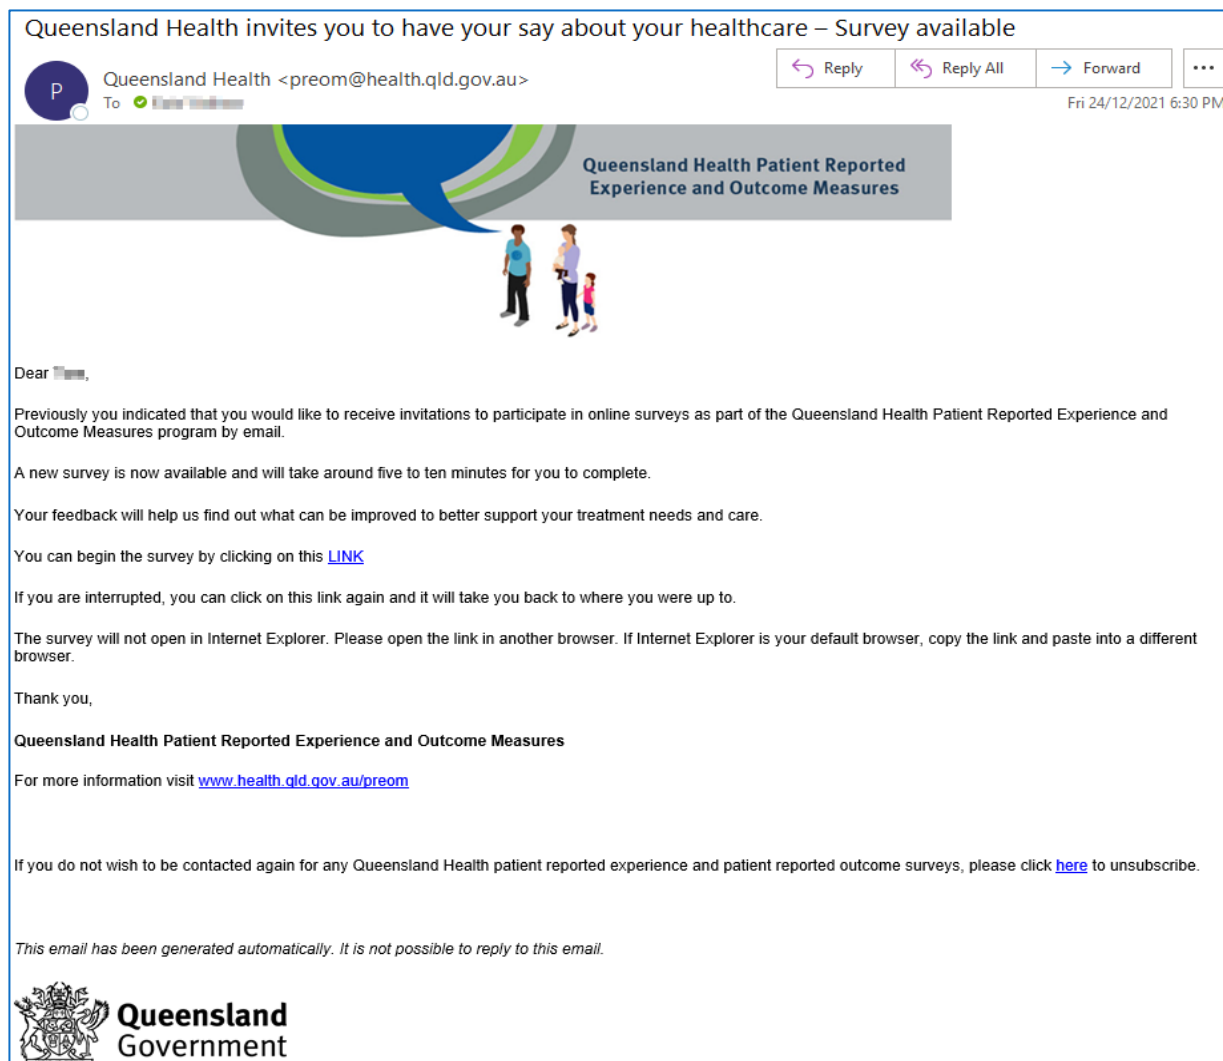 Queensland Health invites you to have your say about your healthcare – Survey available
P
Queensland Health <preom@health.qld.gov.au>
To
Reply
Reply All
Forward
Fri 24/12/2021 6:30 PM
Queensland Health Patient Reported
Experience and Outcome Measures
Dear
Previously you indicated that you would like to receive invitations to participate in online surveys as part of the Queensland Health Patient Reported Experience and
Outcome Measures program by email.
A new survey is now available and will take around five to ten minutes for you to complete.
Your feedback will help us find out what can be improved to better support your treatment needs and care.
You can begin the survey by clicking on this LINK
If you are interrupted, you can click on this link again and it will take you back to where you were up to.
The survey will not open in Internet Explorer. Please open the link in another browser. If Internet Explorer is your default browser, copy the link and paste into a different
browser.
Thank you,
Queensland Health Patient Reported Experience and Outcome Measures
For more information visit www.health.qld.gov.au/preom
If you do not wish to be contacted again for any Queensland Health patient reported experience and patient reported outcome surveys, please click here to unsubscribe.
This email has been generated automatically. It is not possible to reply to this email.
Queensland
Government